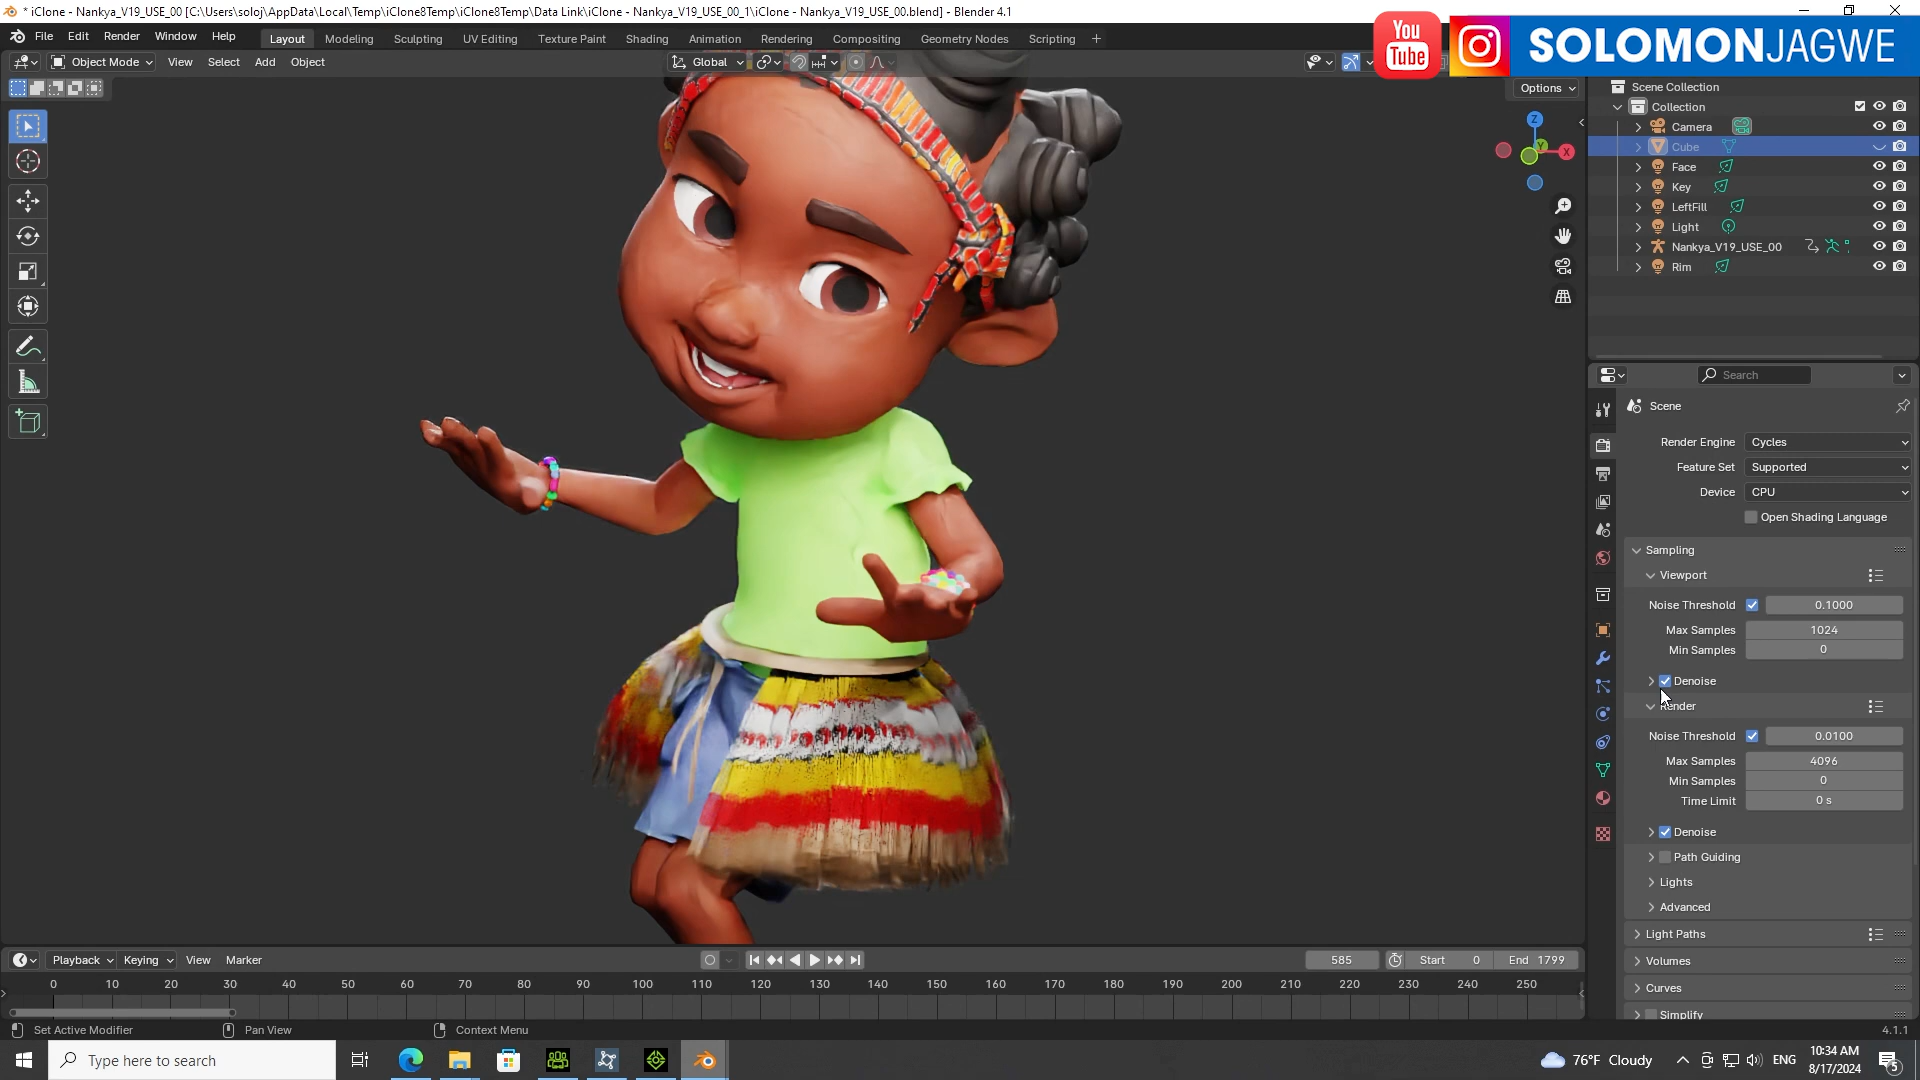 * iClone - Nankya_V19_USE_00 [C:\Users\soloj\AppData\Local\Temp\iClone8Temp\iClone8Temp\Data Link\iClone - Nankya_V19_USE_00_1\iClone - Nankya_V19_USE_00.blend] - Blender 4.1
File Edit Render Window Help Layout Modeling Sculpting UV Editing Texture Paint Shading Animation Rendering Compositing Geometry Nodes Scripting +
You Tube
SOLOMONJAGWE
Object Mode View Select Add Object Global
Options
Z
Y
X
Scene Collection
Collection
Camera
Cube
Face
Key
LeftFill
Light
Nankya_V19_USE_00
Rim
Search
Scene
Render Engine Cycles
Feature Set Supported
Device CPU
Open Shading Language
Sampling
Viewport
Noise Threshold 0.1000
Max Samples 1024
Min Samples 0
Denoise
Render
Noise Threshold 0.0100
Max Samples 4096
Min Samples 0
Time Limit 0 s
Denoise
Path Guiding
Lights
Advanced
Light Paths
Volumes
Curves
Simplify
Playback Keying View Marker 585 Start 0 End 1799
0 10 20 30 40 50 60 70 80 90 100 110 120 130 140 150 160 170 180 190 200 210 220 230 240 250
Set Active Modifier Pan View Context Menu 4.1.1
Type here to search
76°F Cloudy ENG
10:34 AM
8/17/2024
5